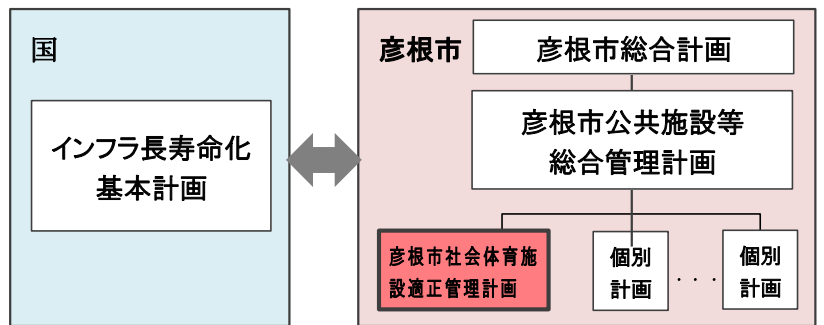 国
インフラ長寿命化
基本計画
彦根市
彦根市総合計画
彦根市公共施設等
総合管理計画
彦根市社会体育施
設適正管理計画
個別
計画
・・・
個別
計画